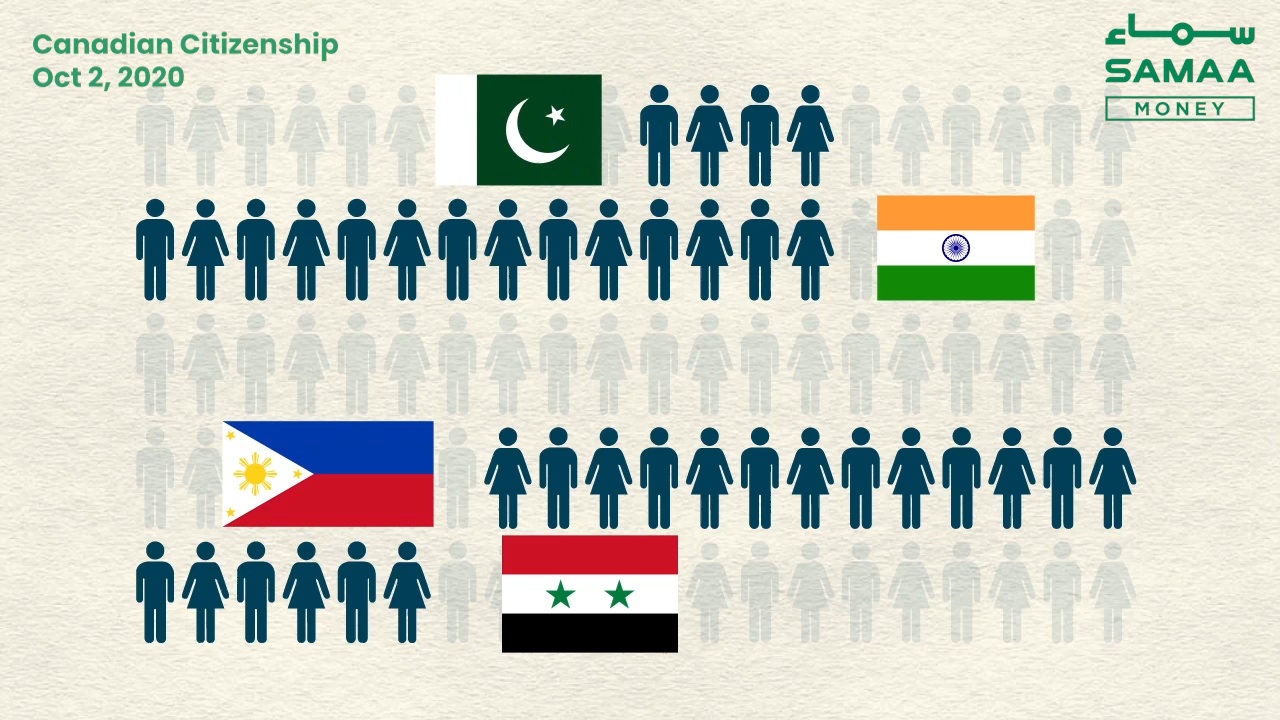 Canadian Citizenship
Oct 2, 2020
سماء
SAMAA
MONEY